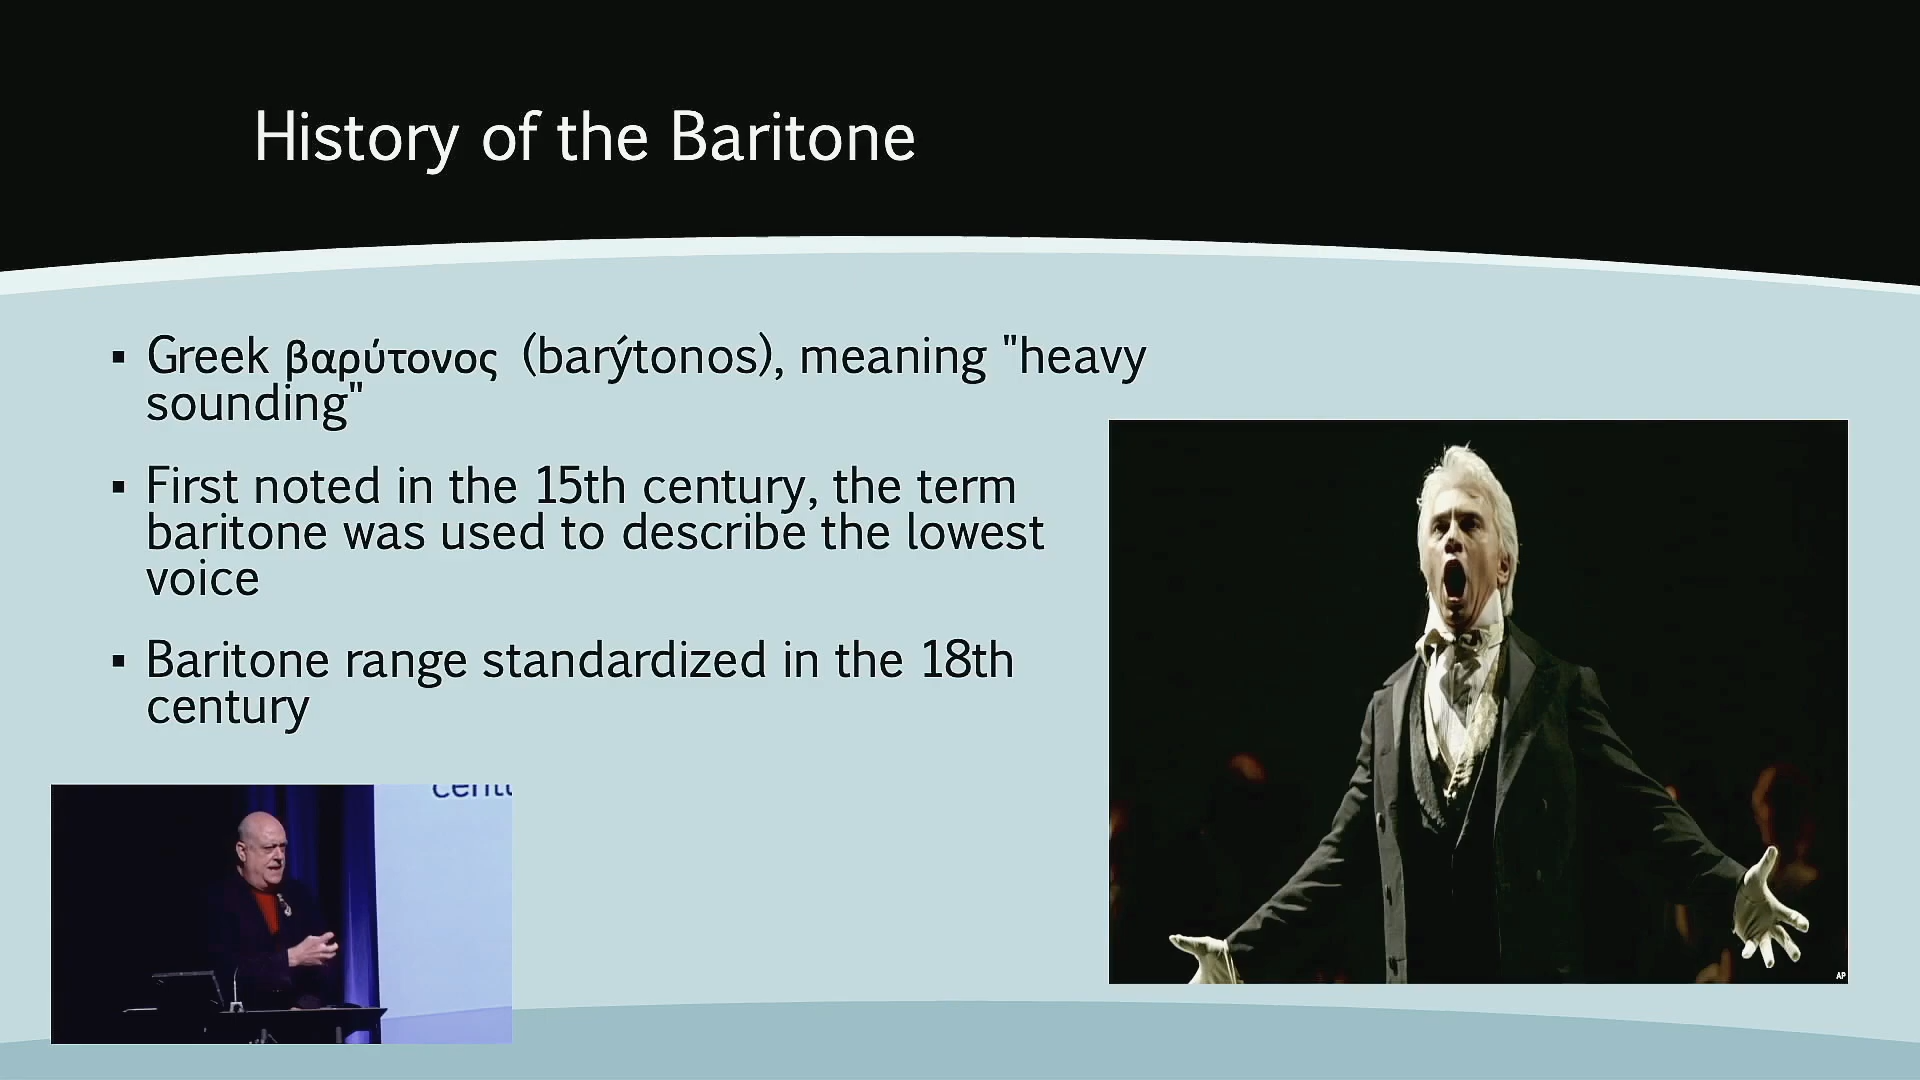 History of the Baritone
▪ Greek βαρύτονος (barýtonos), meaning "heavy
sounding"
▪ First noted in the 15th century, the term
baritone was used to describe the lowest
voice
▪ Baritone range standardized in the 18th
century
AP